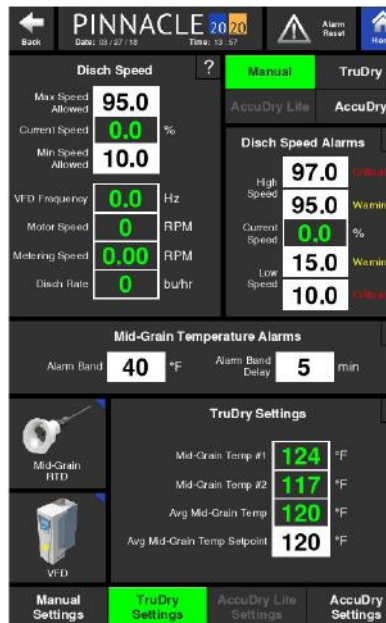 PINNACLE 2020
Back
Date: 03/27/18 Time: 13:57
Alarm
Reset
Disch Speed
?
Manual
TruDry
AccuDry Lite
AccuDry
Max Speed
Allowed
95.0
Current Speed 0.0 %
Min Speed
Allowed
10.0
VFD Frequency 0.0 Hz
Motor Speed 0 RPM
Metering Speed 0.00 RPM
Disch Rate 0 bu/hr
Disch Speed Alarms
High
Speed
97.0
95.0
Current
Speed
0.0 %
Low
Speed
15.0
10.0
Mid-Grain Temperature Alarms
Alarm Band 40 °F
Alarm Band
Delay
5 min
Mid-Grain
RTD
VFD
TruDry Settings
Mid-Grain Temp #1 124 °F
Mid-Grain Temp #2 117 °F
Avg Mid-Grain Temp 120 °F
Avg Mid-Grain Temp Setpoint 120 °F
Manual
Settings
TruDry
Settings
AccuDry Lite
Settings
AccuDry
Settings